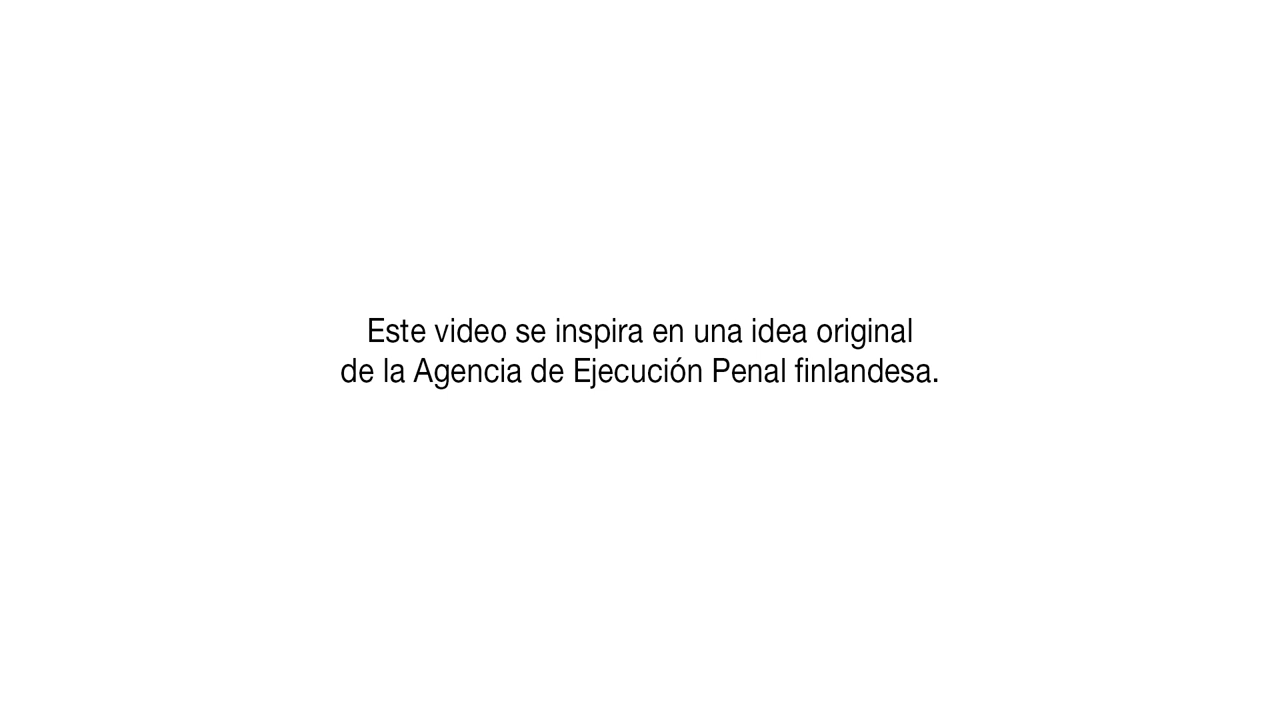 Este video se inspira en una idea original
de la Agencia de Ejecución Penal finlandesa.